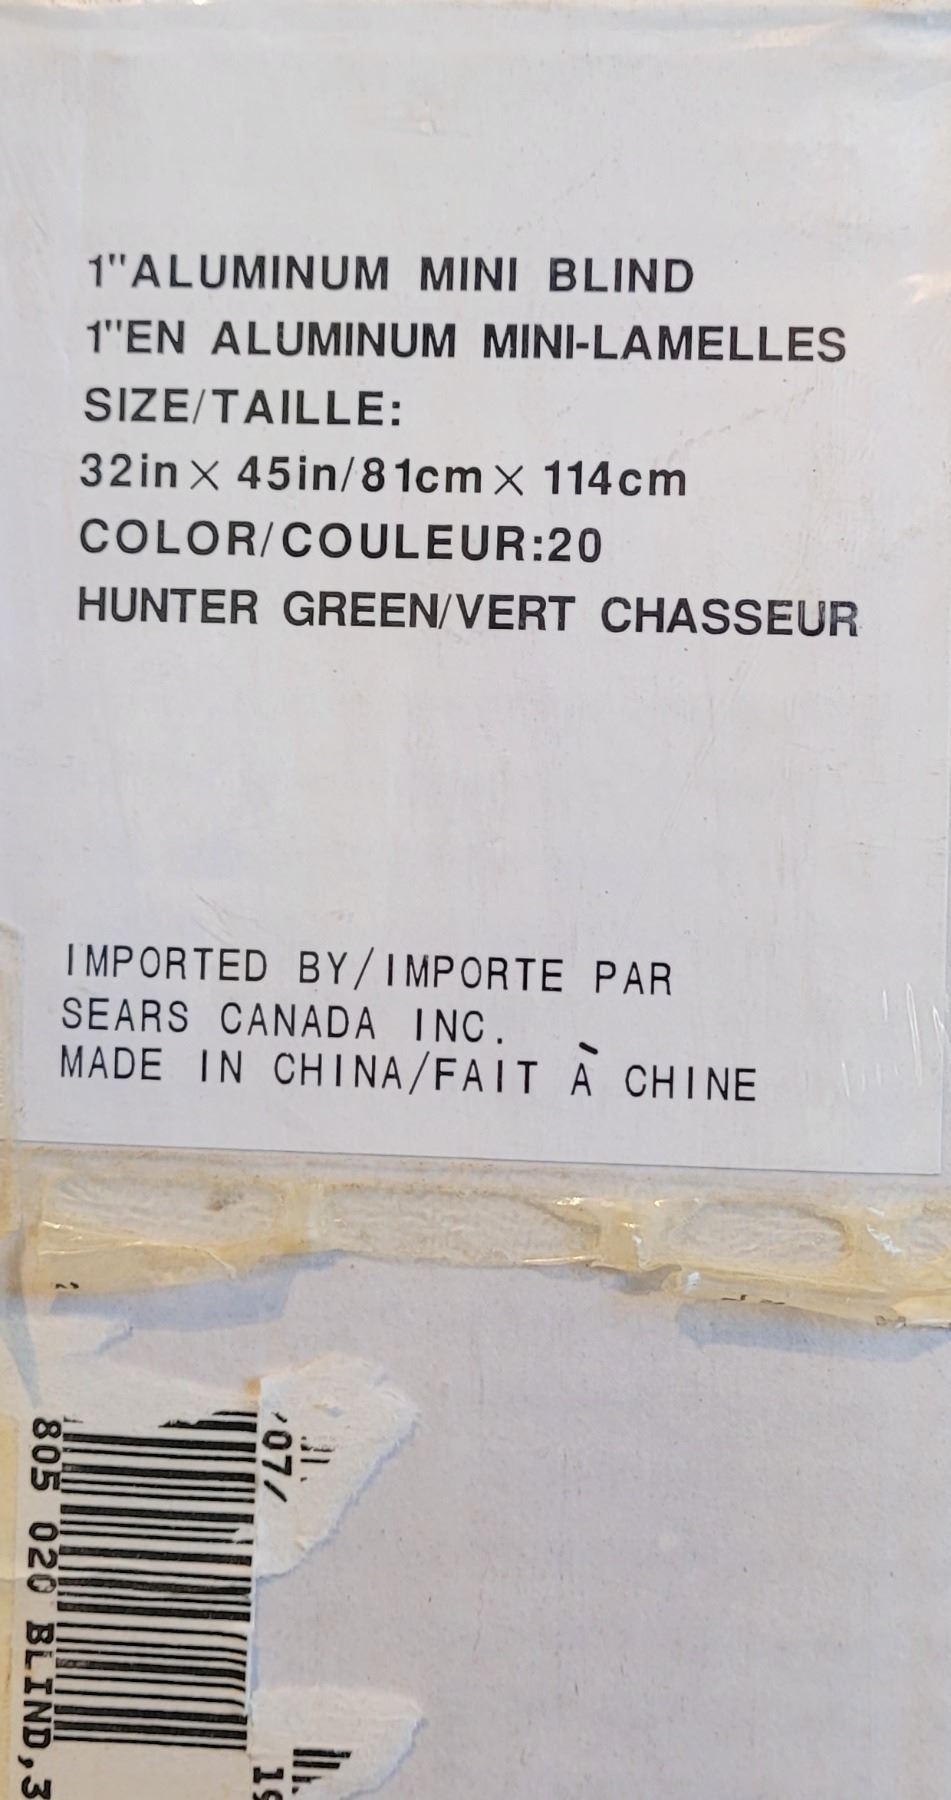 1"ALUMINUM MINI BLIND
1"EN ALUMINUM MINI-LAMELLES
SIZE/TAILLE:
32in × 45in/81cm × 114cm
COLOR/COULEUR:20
HUNTER GREEN/VERT CHASSEUR
IMPORTED BY/IMPORTE PAR
SEARS CANADA INC.
MADE IN CHINA/FAIT À CHINE
07/
805 020 BLIND,3